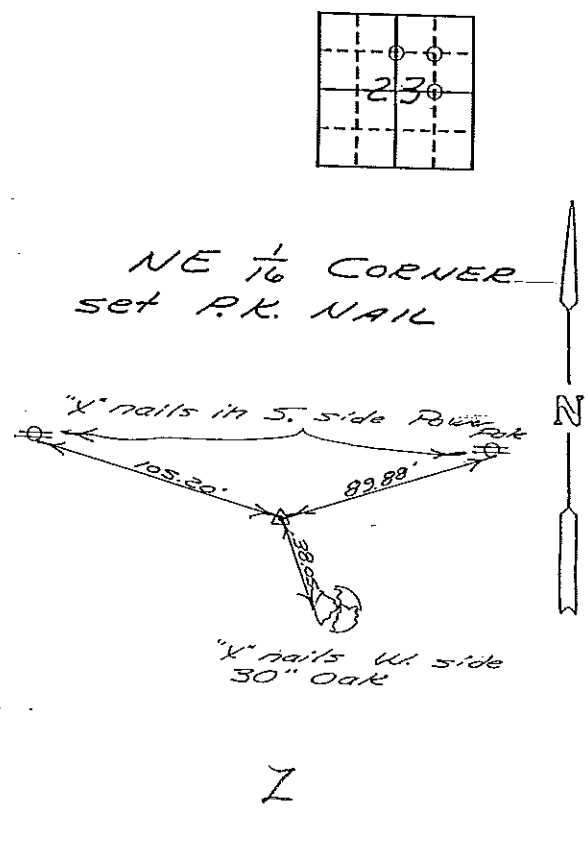 23
NE 1/16 CORNER
set P.K. NAIL
N
"X" nails in S. side Power Pole
105.20'
89.88'
38.05'
"X" nails W. side
30" Oak